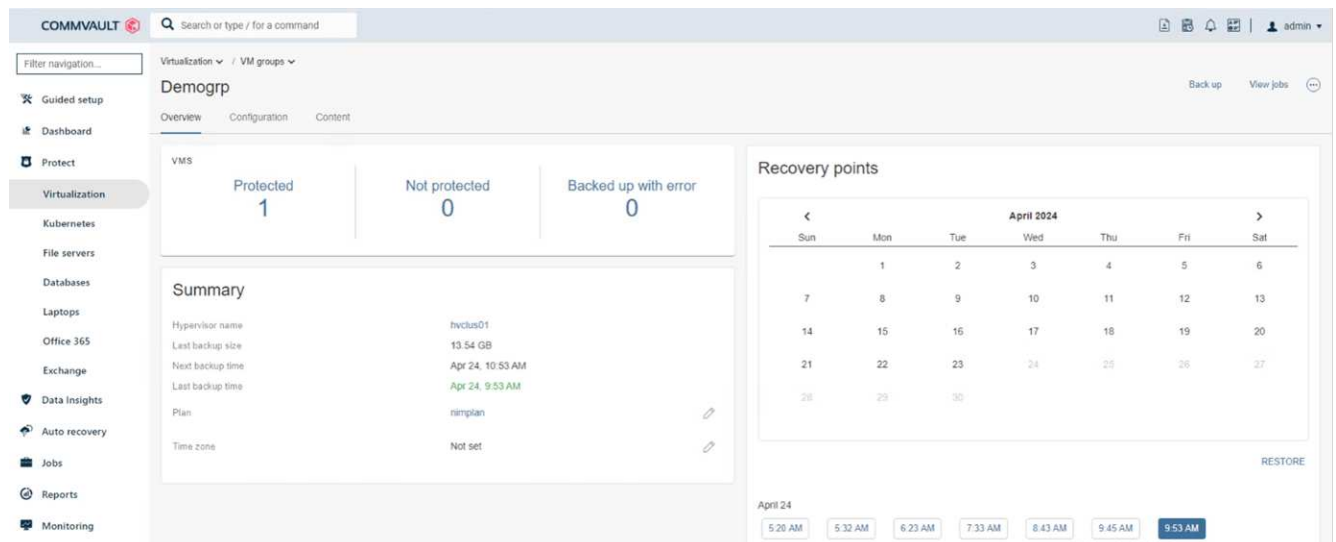 COMMVAULT
Search or type / for a command
admin
Filter navigation...
Guided setup
Dashboard
Protect
Virtualization
Kubernetes
File servers
Databases
Laptops
Office 365
Exchange
Data Insights
Auto recovery
Jobs
Reports
Monitoring
Virtualization / VM groups
Demogrp
Back up View jobs
Overview Configuration Content
VMS
Protected Not protected Backed up with error
1 0 0
Summary
Hypervisor name hvclus01
Last backup size 13.54 GB
Next backup time Apr 24, 10:53 AM
Last backup time Apr 24, 9:53 AM
Plan nimplan
Time zone Not set
Recovery points
April 2024
Sun Mon Tue Wed Thu Fri Sat
1 2 3 4 5 6
7 8 9 10 11 12 13
14 15 16 17 18 19 20
21 22 23 24 25 26 27
28 29 30
RESTORE
April 24
5:20 AM 5:32 AM 6:23 AM 7:33 AM 8:43 AM 9:45 AM 9:53 AM